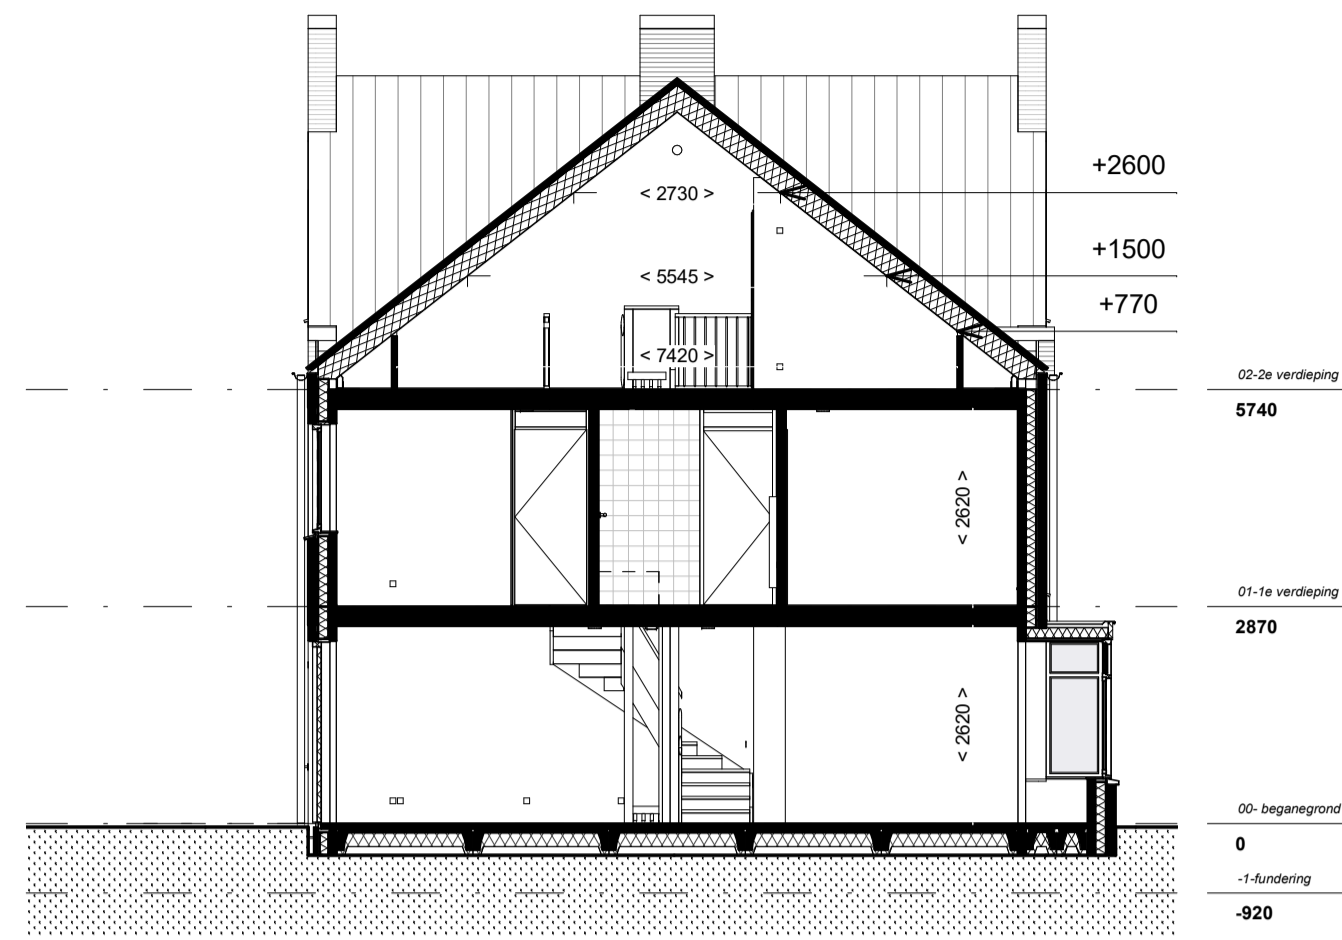 +2600
< 2730 >
+1500
< 5545 >
+770
< 7420 >
02-2e verdieping
5740
< 2620 >
01-1e verdieping
2870
< 2620 >
00- beganegrond
0
-1-fundering
-920